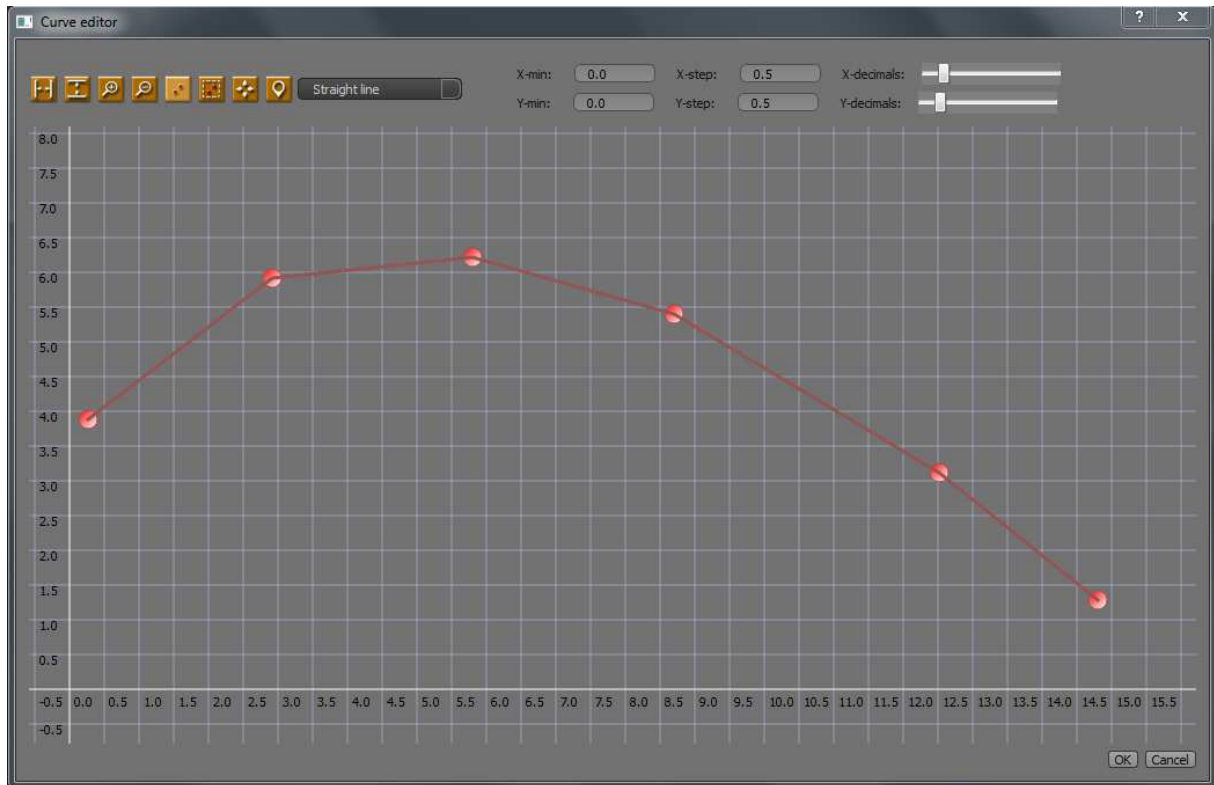 Curve editor
? X
X-min: 0.0 X-step: 0.5 X-decimals:
Straight line
Y-min: 0.0 Y-step: 0.5 Y-decimals:
8.0
7.5
7.0
6.5
6.0
5.5
5.0
4.5
4.0
3.5
3.0
2.5
2.0
1.5
1.0
0.5
-0.5 0.0 0.5 1.0 1.5 2.0 2.5 3.0 3.5 4.0 4.5 5.0 5.5 6.0 6.5 7.0 7.5 8.0 8.5 9.0 9.5 10.0 10.5 11.0 11.5 12.0 12.5 13.0 13.5 14.0 14.5 15.0 15.5
-0.5
OK Cancel